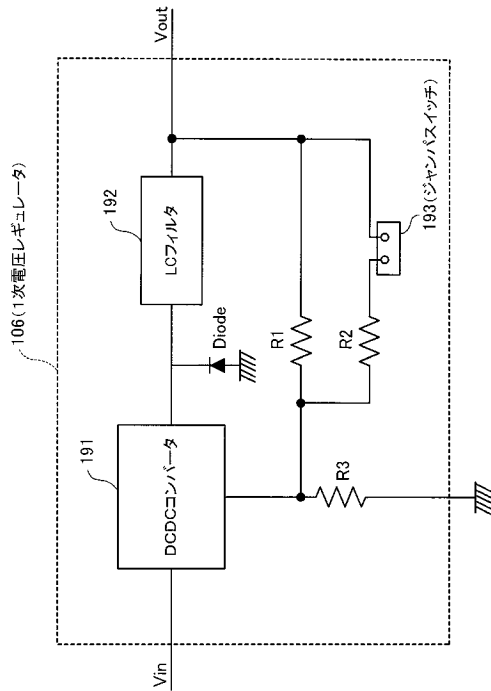 106(1次電圧レギュレータ)
Vin
191
DCDCコンバータ
Diode
192
LCフィルタ
Vout
R1
R2
R3
193(ジャンパスイッチ)